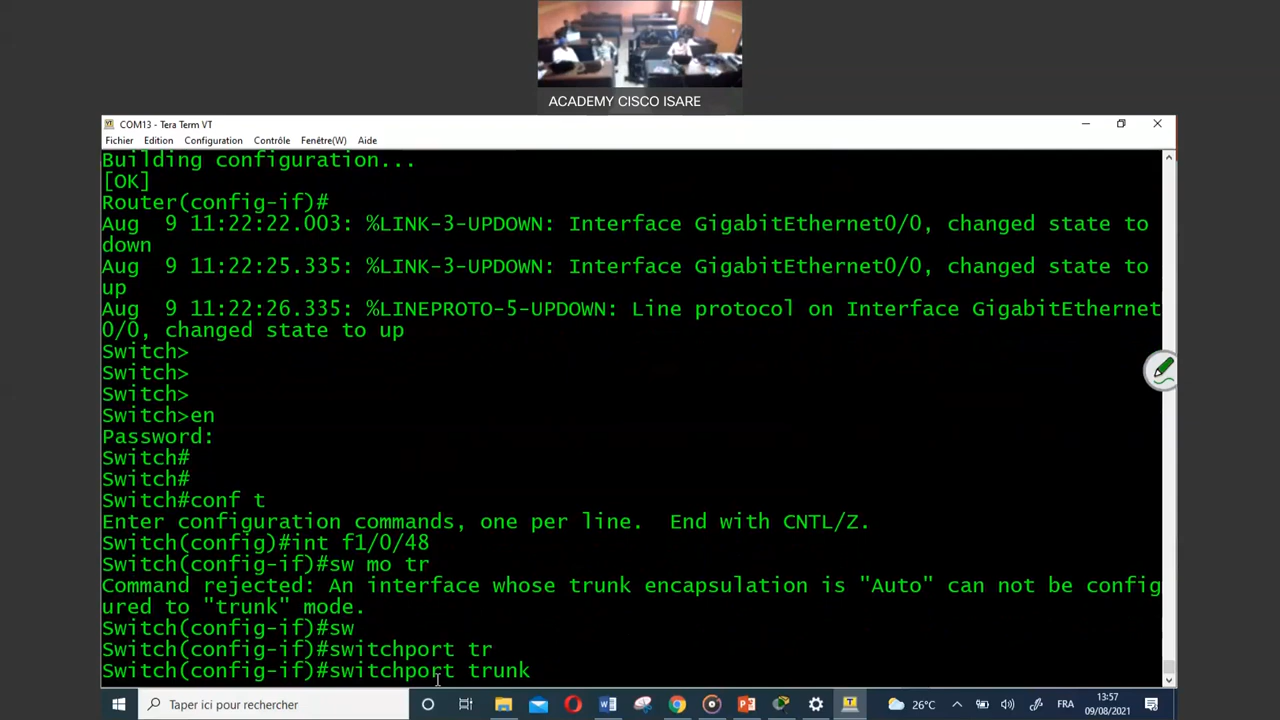 ACADEMY CISCO ISARE
COM13 - Tera Term VT
Fichier Edition Configuration Contrôle Fenêtre(W) Aide
Building configuration...
[OK]
Router(config-if)#
Aug  9 11:22:22.003: %LINK-3-UPDOWN: Interface GigabitEthernet0/0, changed state to
down
Aug  9 11:22:25.335: %LINK-3-UPDOWN: Interface GigabitEthernet0/0, changed state to
up
Aug  9 11:22:26.335: %LINEPROTO-5-UPDOWN: Line protocol on Interface GigabitEthernet
0/0, changed state to up
Switch>
Switch>
Switch>
Switch>en
Password:
Switch#
Switch#
Switch#conf t
Enter configuration commands, one per line.  End with CNTL/Z.
Switch(config)#int f1/0/48
Switch(config-if)#sw mo tr
Command rejected: An interface whose trunk encapsulation is "Auto" can not be config
ured to "trunk" mode.
Switch(config-if)#sw
Switch(config-if)#switchport tr
Switch(config-if)#switchport trunk
Taper ici pour rechercher
26°C
FRA
13:57
09/08/2021